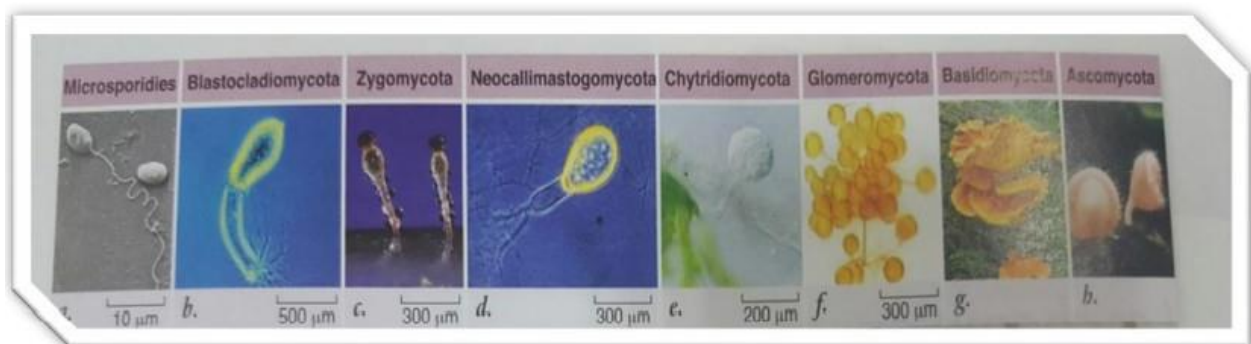 Microsporidies Blastocladiomycota Zygomycota Neocallimastogomycota Chytridiomycota Glomeromycota Basidiomycota Ascomycota
a. 10 µm b. 500 µm c. 300 µm d. 300 µm e. 200 µm f. 300 µm g. h.